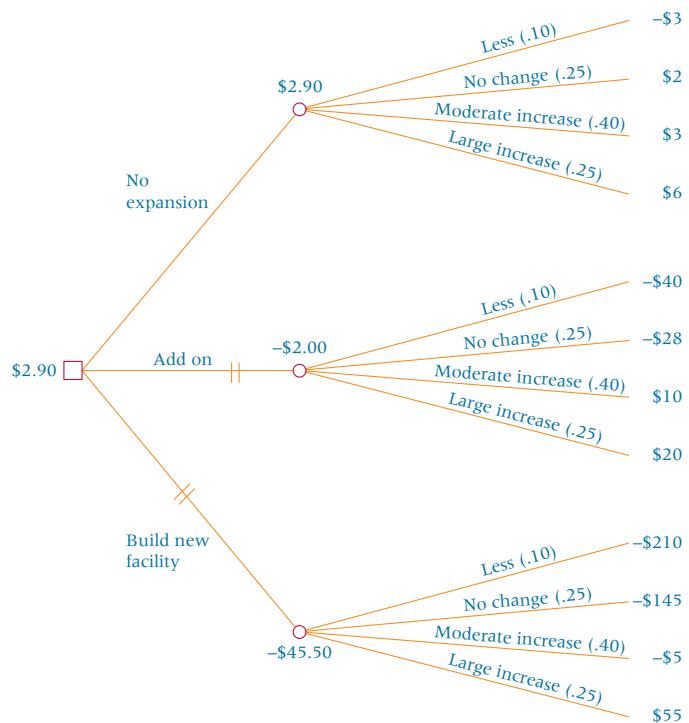 Less (.10)
–$3
No change (.25)
$2
$2.90
Moderate increase (.40)
$3
Large increase (.25)
$6
No
expansion
Less (.10)
–$40
No change (.25)
–$28
–$2.00
Add on
$2.90
Moderate increase (.40)
$10
Large increase (.25)
$20
Build new
facility
Less (.10)
–$210
No change (.25)
–$145
Moderate increase (.40)
–$5
–$45.50
Large increase (.25)
$55